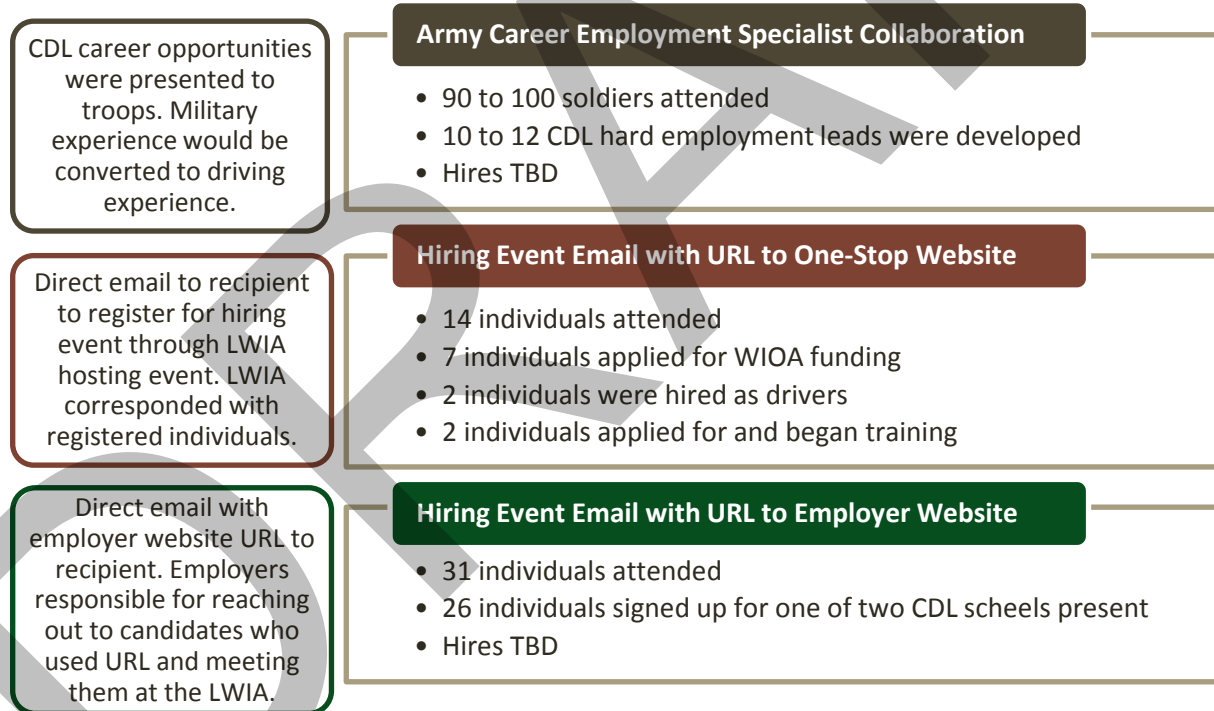 CDL career opportunities
were presented to
troops. Military
experience would be
converted to driving
experience.
Army Career Employment Specialist Collaboration
• 90 to 100 soldiers attended
• 10 to 12 CDL hard employment leads were developed
• Hires TBD
Direct email to recipient
to register for hiring
event through LWIA
hosting event. LWIA
corresponded with
registered individuals.
Hiring Event Email with URL to One-Stop Website
• 14 individuals attended
• 7 individuals applied for WIOA funding
• 2 individuals were hired as drivers
• 2 individuals applied for and began training
Direct email with
employer website URL to
recipient. Employers
responsible for reaching
out to candidates who
used URL and meeting
them at the LWIA.
Hiring Event Email with URL to Employer Website
• 31 individuals attended
• 26 individuals signed up for one of two CDL scheels present
• Hires TBD